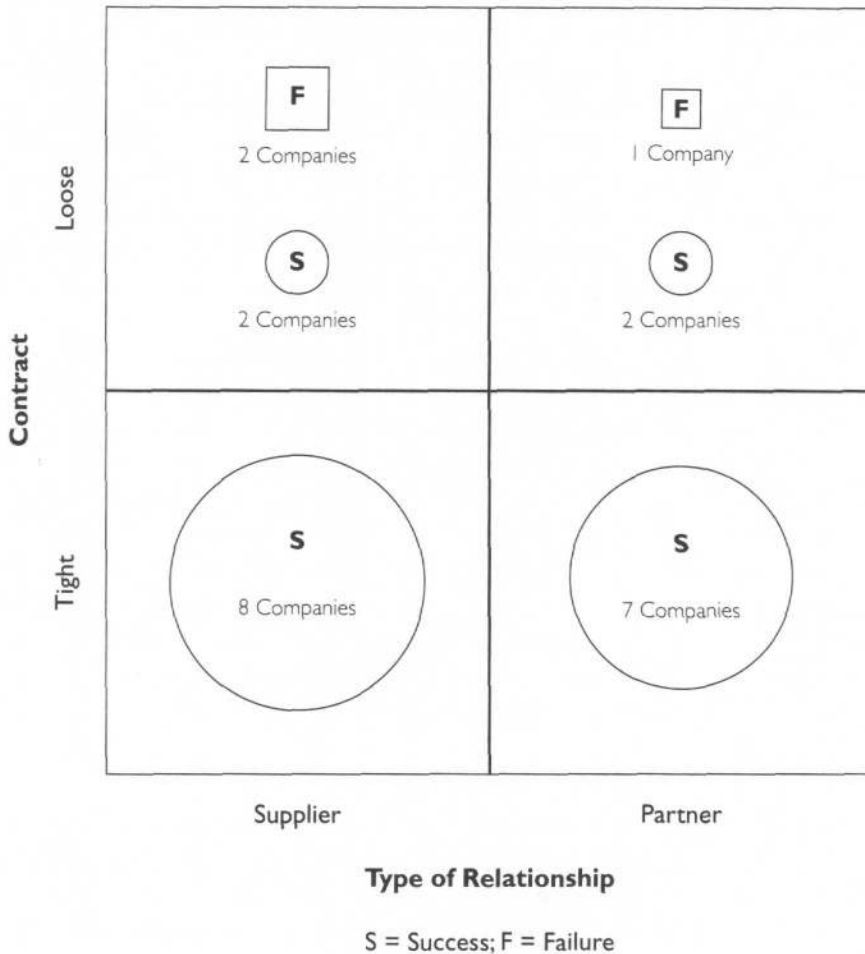 F
F
2 Companies
1 Company
Loose
S
S
2 Companies
2 Companies
Contract
S
S
Tight
8 Companies
7 Companies
Supplier
Partner
Type of Relationship
S = Success; F = Failure